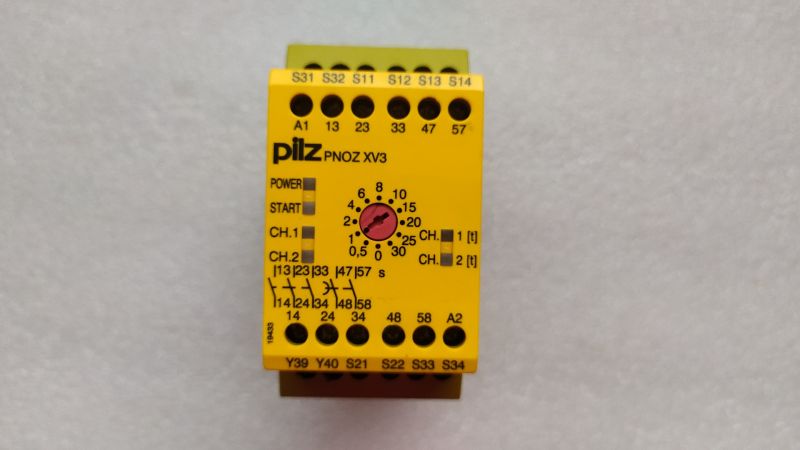 S31 S32 S11 S12 S13 S14
A1 13 23 33 47 57
pilz PNOZ XV3
POWER
START
CH.1
CH.2
8
6 10
4 15
2 20
1 25
0,5 0 30
s
CH. 1 [t]
CH. 2 [t]
13 23 33 47 57
14 24 34 48 58
19433
14 24 34 48 58 A2
Y39 Y40 S21 S22 S33 S34